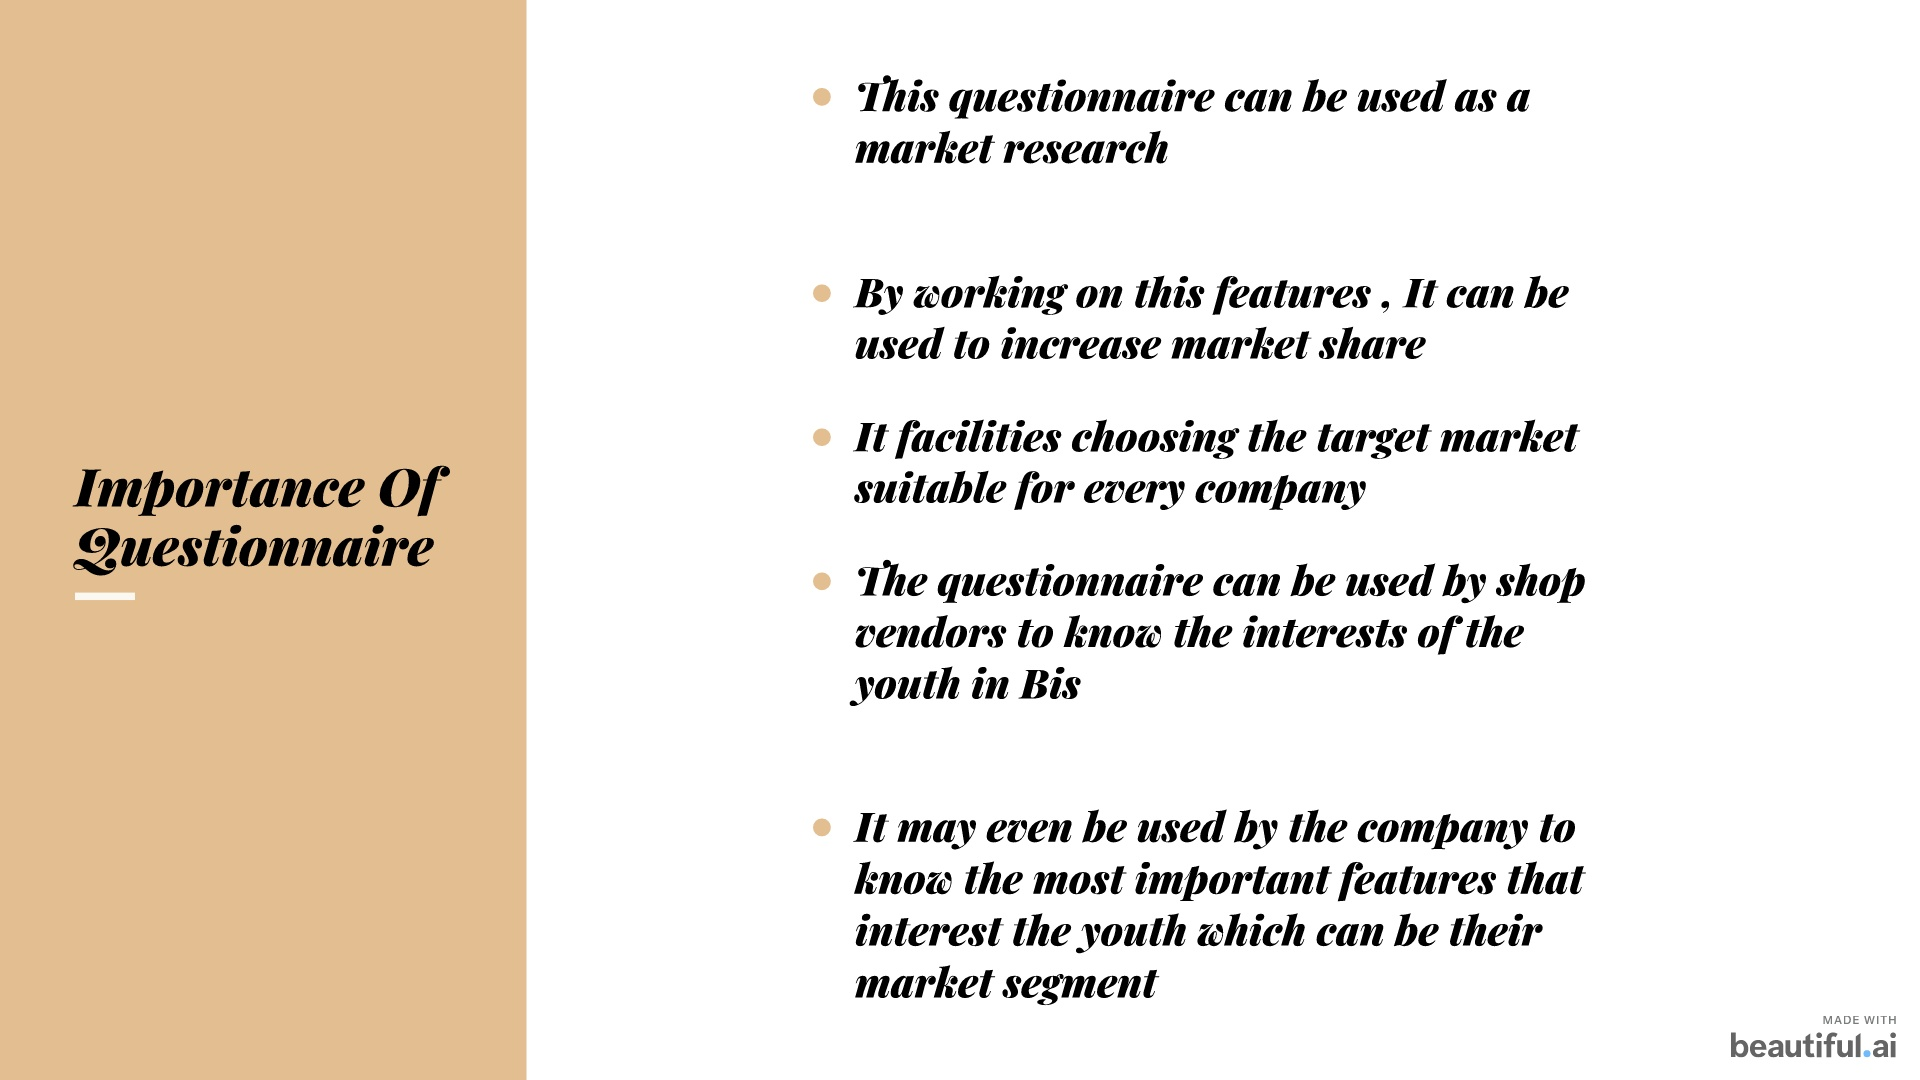 Importance Of
Questionnaire
This questionnaire can be used as a
market research
By working on this features , It can be
used to increase market share
It facilities choosing the target market
suitable for every company
The questionnaire can be used by shop
vendors to know the interests of the
youth in Bis
It may even be used by the company to
know the most important features that
interest the youth which can be their
market segment
MADE WITH
beautiful.ai